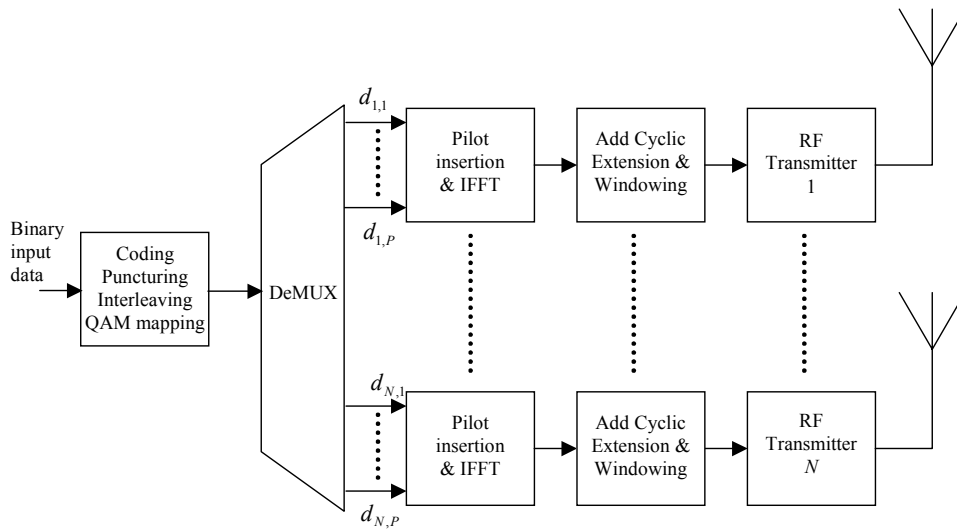 d1,1
Pilot
insertion
& IFFT
Add Cyclic
Extension &
Windowing
RF
Transmitter
1
d1,P
Binary
input
data
Coding
Puncturing
Interleaving
QAM mapping
DeMUX
dN,1
Pilot
insertion
& IFFT
Add Cyclic
Extension &
Windowing
RF
Transmitter
N
dN,P